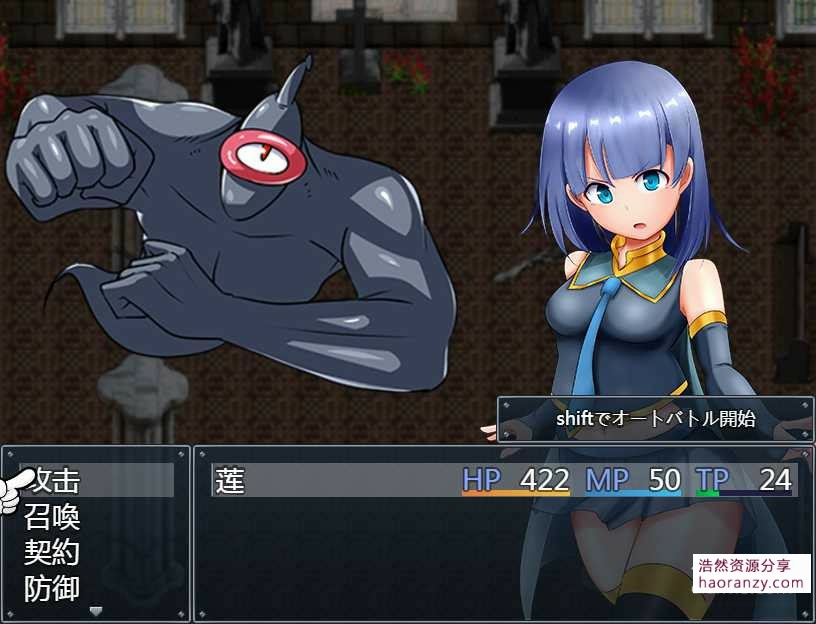 shiftでオートバトル開始
攻击
召喚
契約
防御
莲 HP 422 MP 50 TP 24
浩然资源分享
haoranzy.com